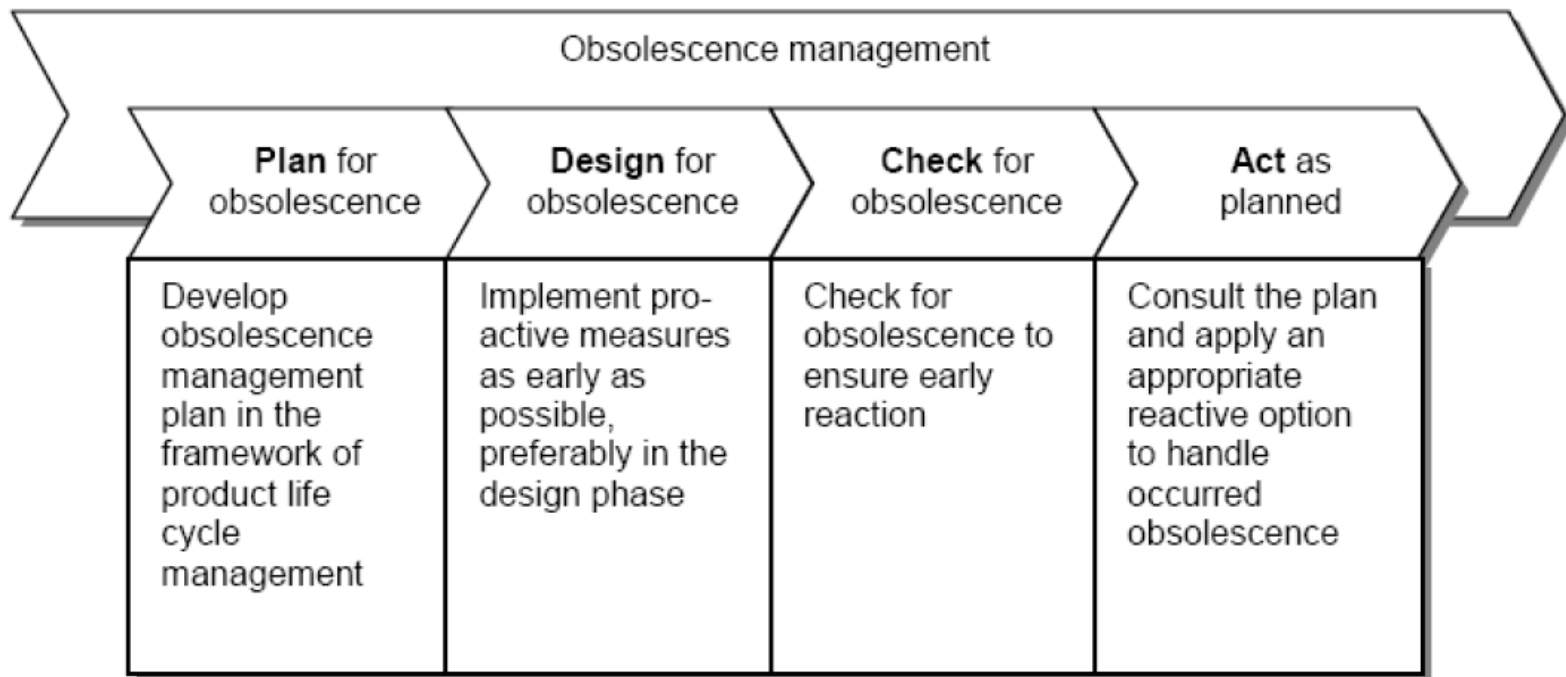 Obsolescence management
Plan for
obsolescence
Design for
obsolescence
Check for
obsolescence
Act as
planned
Develop
obsolescence
management
plan in the
framework of
product life
cycle
management
Implement pro-
active measures
as early as
possible,
preferably in the
design phase
Check for
obsolescence to
ensure early
reaction
Consult the plan
and apply an
appropriate
reactive option
to handle
occurred
obsolescence